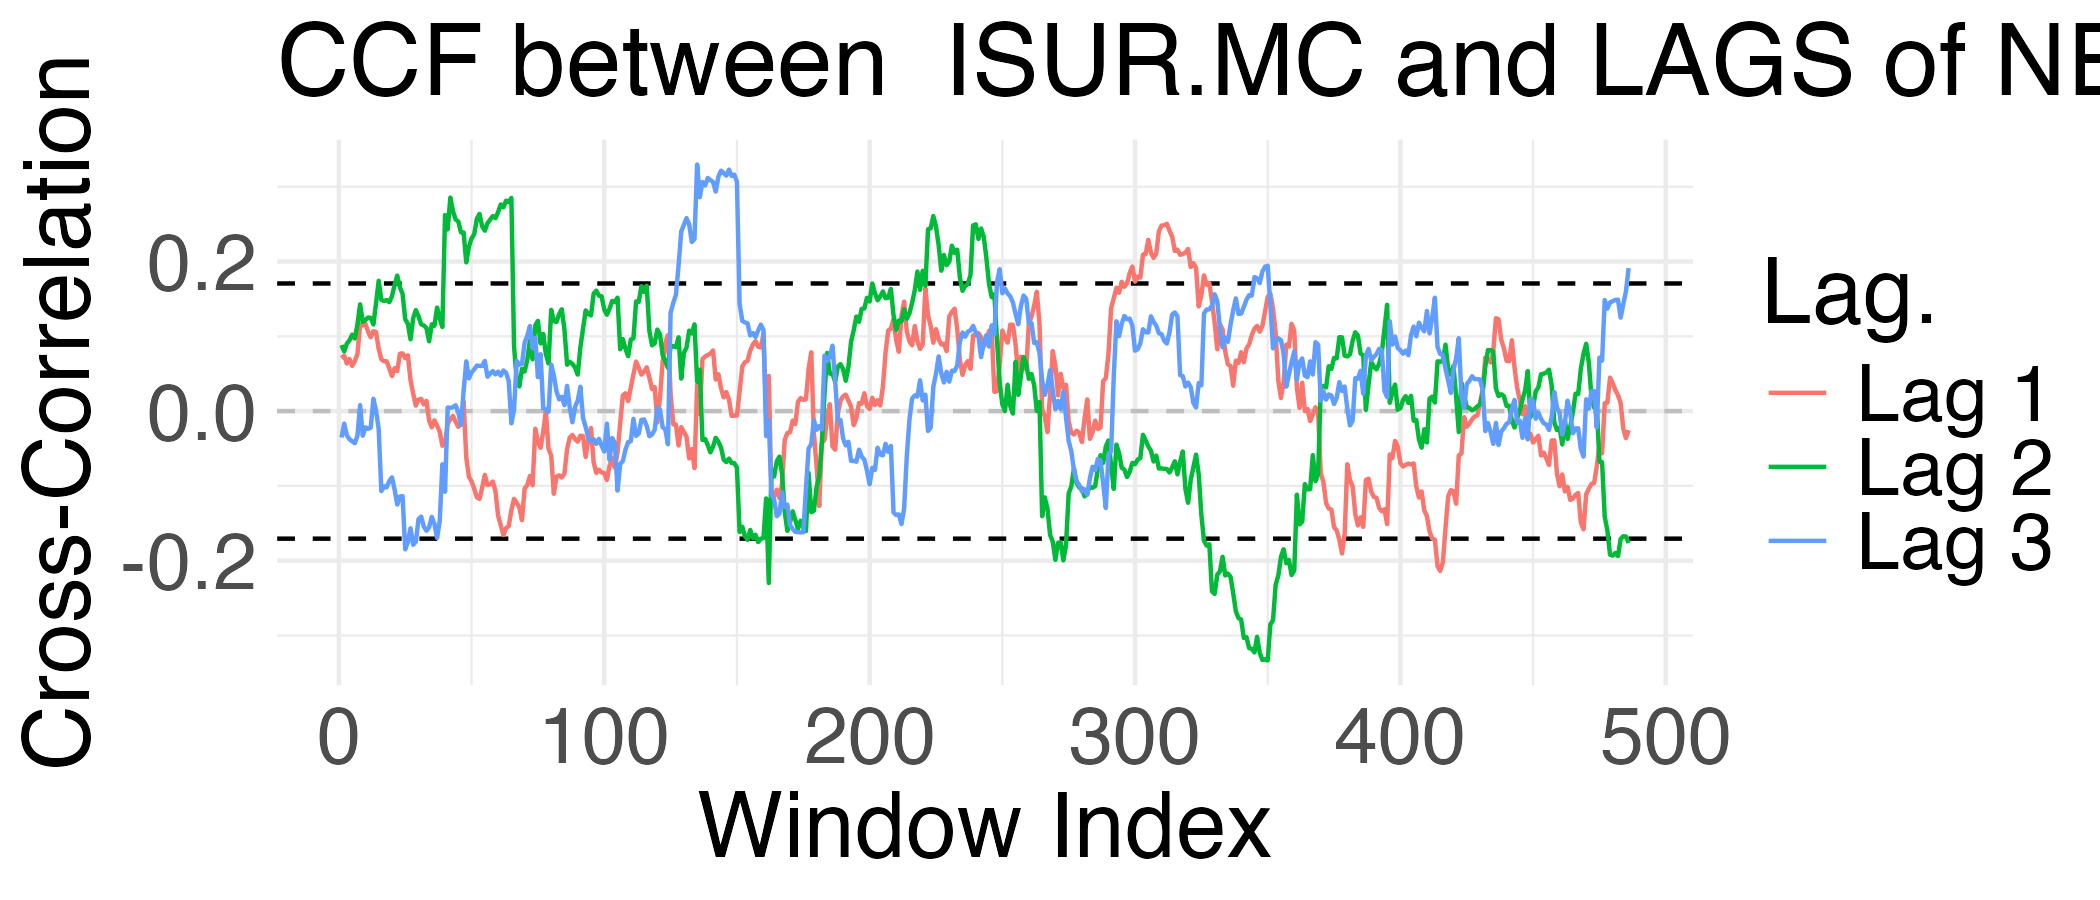 CCF between ISUR.MC and LAGS of NE
Cross-Correlation
0.2
0.0
-0.2
0 100 200 300 400 500
Window Index
Lag.
Lag 1
Lag 2
Lag 3